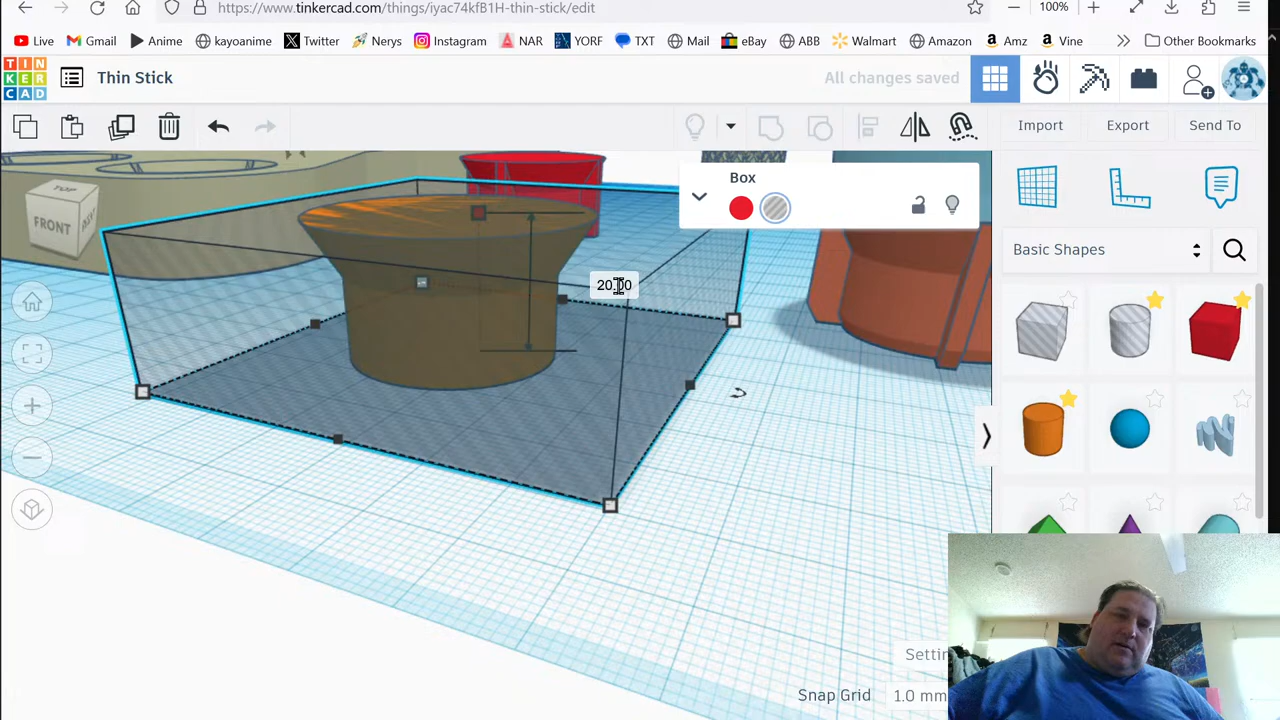 https://www.tinkercad.com/things/iyac74kfB1H-thin-stick/edit
100%
Live
Gmail
Anime
kayoanime
Twitter
Nerys
Instagram
NAR
YORF
TXT
Mail
eBay
ABB
Walmart
Amazon
Amz
Vine
Other Bookmarks
TIN
KER
CAD
Thin Stick
All changes saved
Import
Export
Send To
Box
TOP
FRONT
20.00
Basic Shapes
Snap Grid
1.0 mm